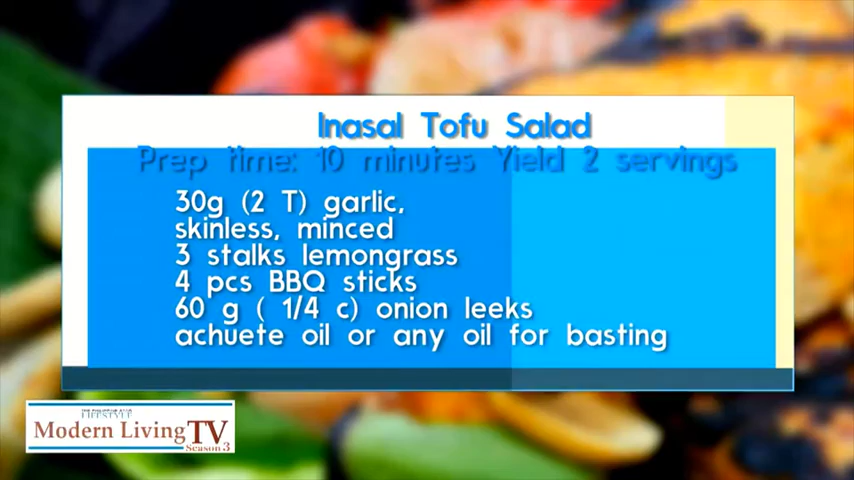 Inasal Tofu Salad
Prep time: 10 minutes Yield 2 servings
30g (2 T) garlic,
skinless, minced
3 stalks lemongrass
4 pcs BBQ sticks
60 g ( 1/4 c) onion leeks
achuete oil or any oil for basting
LIFESTYLE
Modern Living TV
Season 3